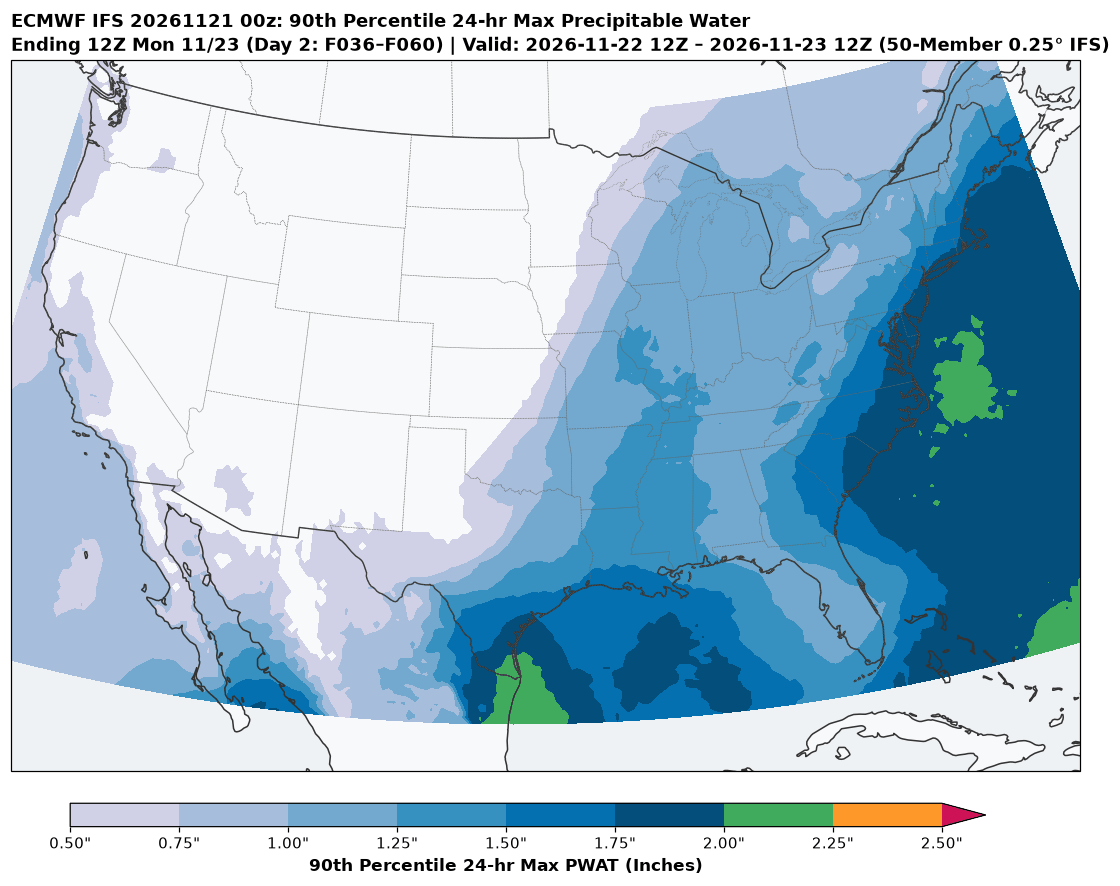 ECMWF IFS 20261121 00z: 90th Percentile 24-hr Max Precipitable Water
Ending 12Z Mon 11/23 (Day 2: F036–F060) | Valid: 2026-11-22 12Z – 2026-11-23 12Z (50-Member 0.25° IFS)
0.50" 0.75" 1.00" 1.25" 1.50" 1.75" 2.00" 2.25" 2.50"
90th Percentile 24-hr Max PWAT (Inches)